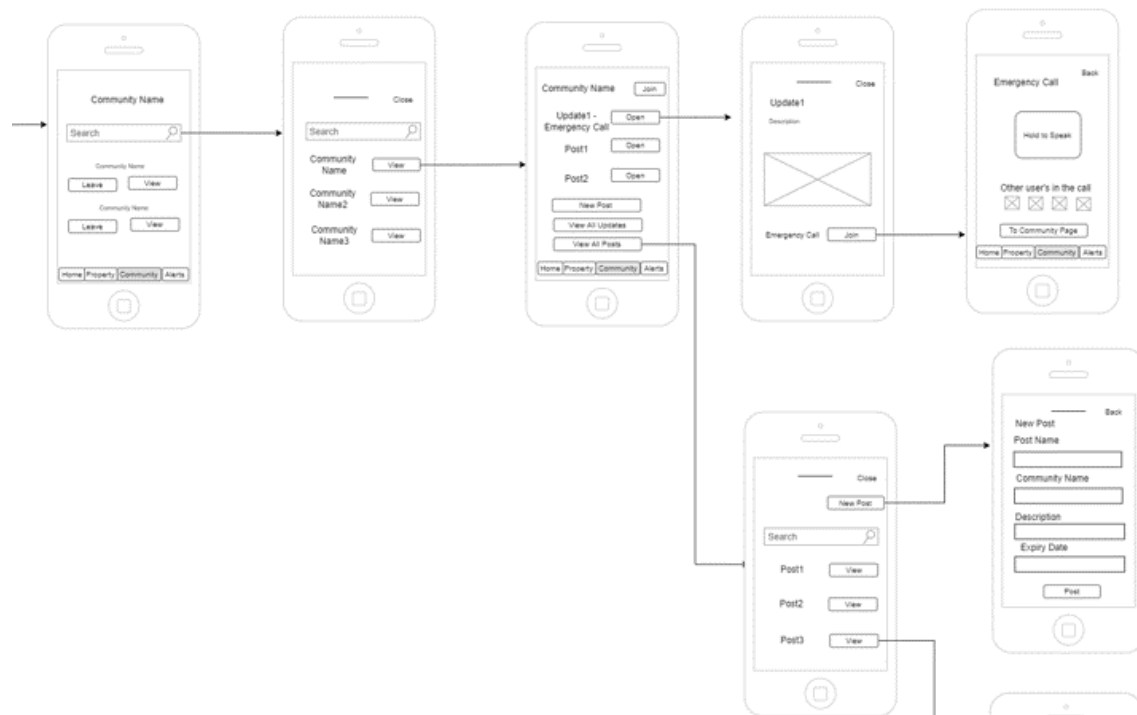 Community Name
Search
Community Name
Leave View
Community Name
Leave View
Home Property Community Alerts
Close
Search
Community
Name View
Community
Name2 View
Community
Name3 View
Community Name Join
Update1 -
Emergency Call Open
Post1 Open
Post2 Open
New Post
View All Updates
View All Posts
Home Property Community Alerts
Close
Update1
Description
Emergency Call Join
Back
Emergency Call
Hold to Speak
Other user's in the call
To Community Page
Home Property Community Alerts
Close
New Post
Search
Post1 View
Post2 View
Post3 View
Back
New Post
Post Name
Community Name
Description
Expiry Date
Post